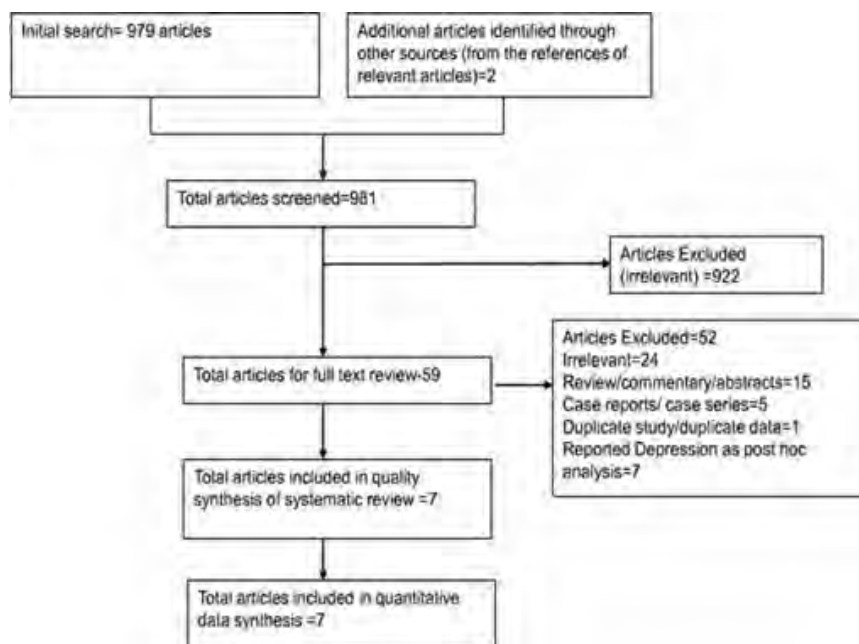 Initial search= 979 articles
Additional articles identified through
other sources (from the references of
relevant articles)=2
Total articles screened=981
Articles Excluded
(irrelevant) =922
Total articles for full text review-59
Articles Excluded=52
Irrelevant=24
Review/commentary/abstracts=15
Case reports/ case series=5
Duplicate study/duplicate data=1
Reported Depression as post hoc
analysis=7
Total articles included in quality
synthesis of systematic review =7
Total articles included in quantitative
data synthesis =7